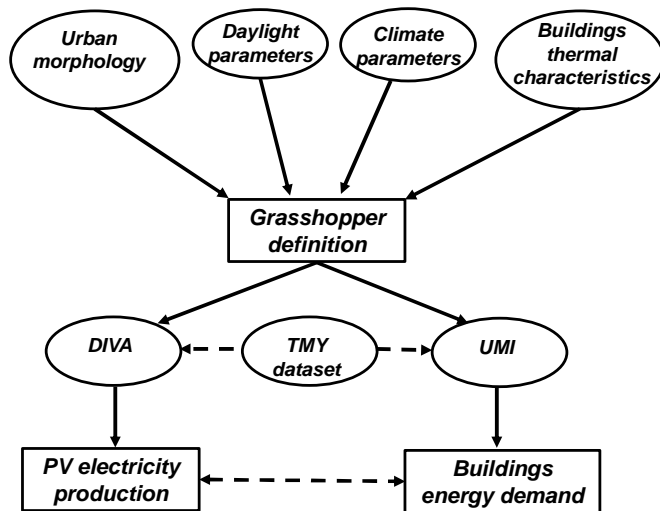 Urban
morphology
Daylight
parameters
Climate
parameters
Buildings
thermal
characteristics
Grasshopper
definition
DIVA
TMY
dataset
UMI
PV electricity
production
Buildings
energy demand